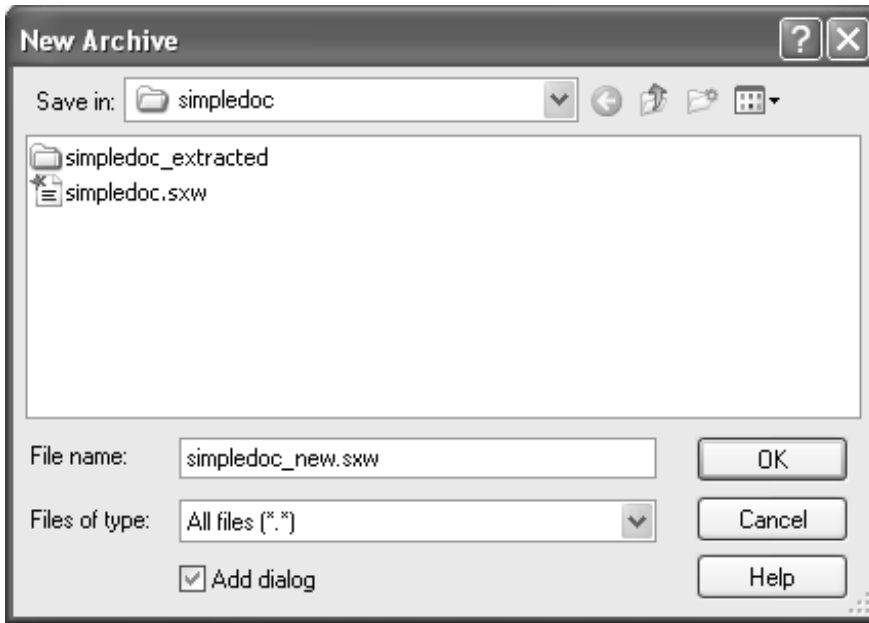 New Archive
Save in: simpledoc
simpledoc_extracted
simpledoc.sxw
File name: simpledoc_new.sxw OK
Files of type: All files (*.*) Cancel
Add dialog Help